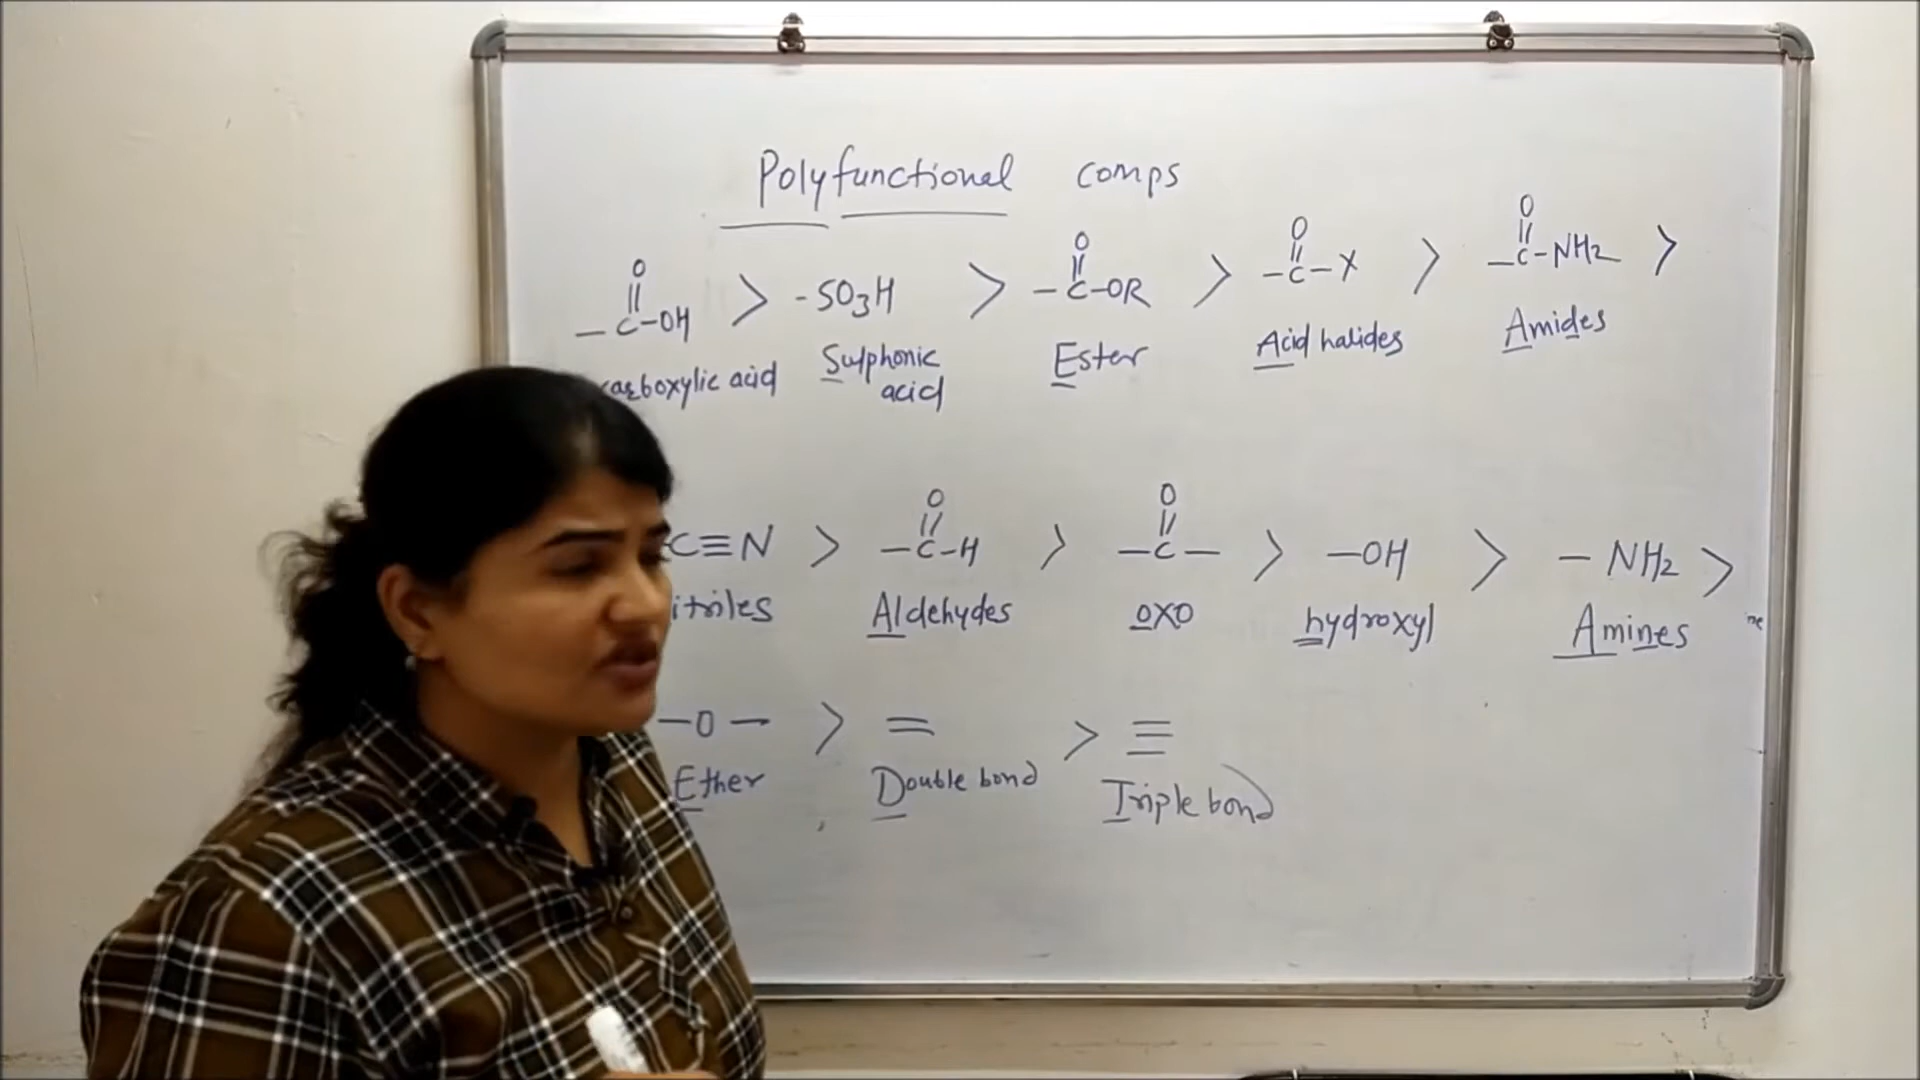 Polyfunctional comps
O O O O
|| || || ||
—C—OH > -SO3H > —C—OR > —C—X > —C—NH2 >
carboxylic acid Sulphonic acid Ester Acid halides Amides
O O
|| ||
C≡N > —C—H > —C— > —OH > —NH2 >
itriles Aldehydes oxo hydroxyl Amines
—O— > = > ≡
Ether Double bond Triple bond